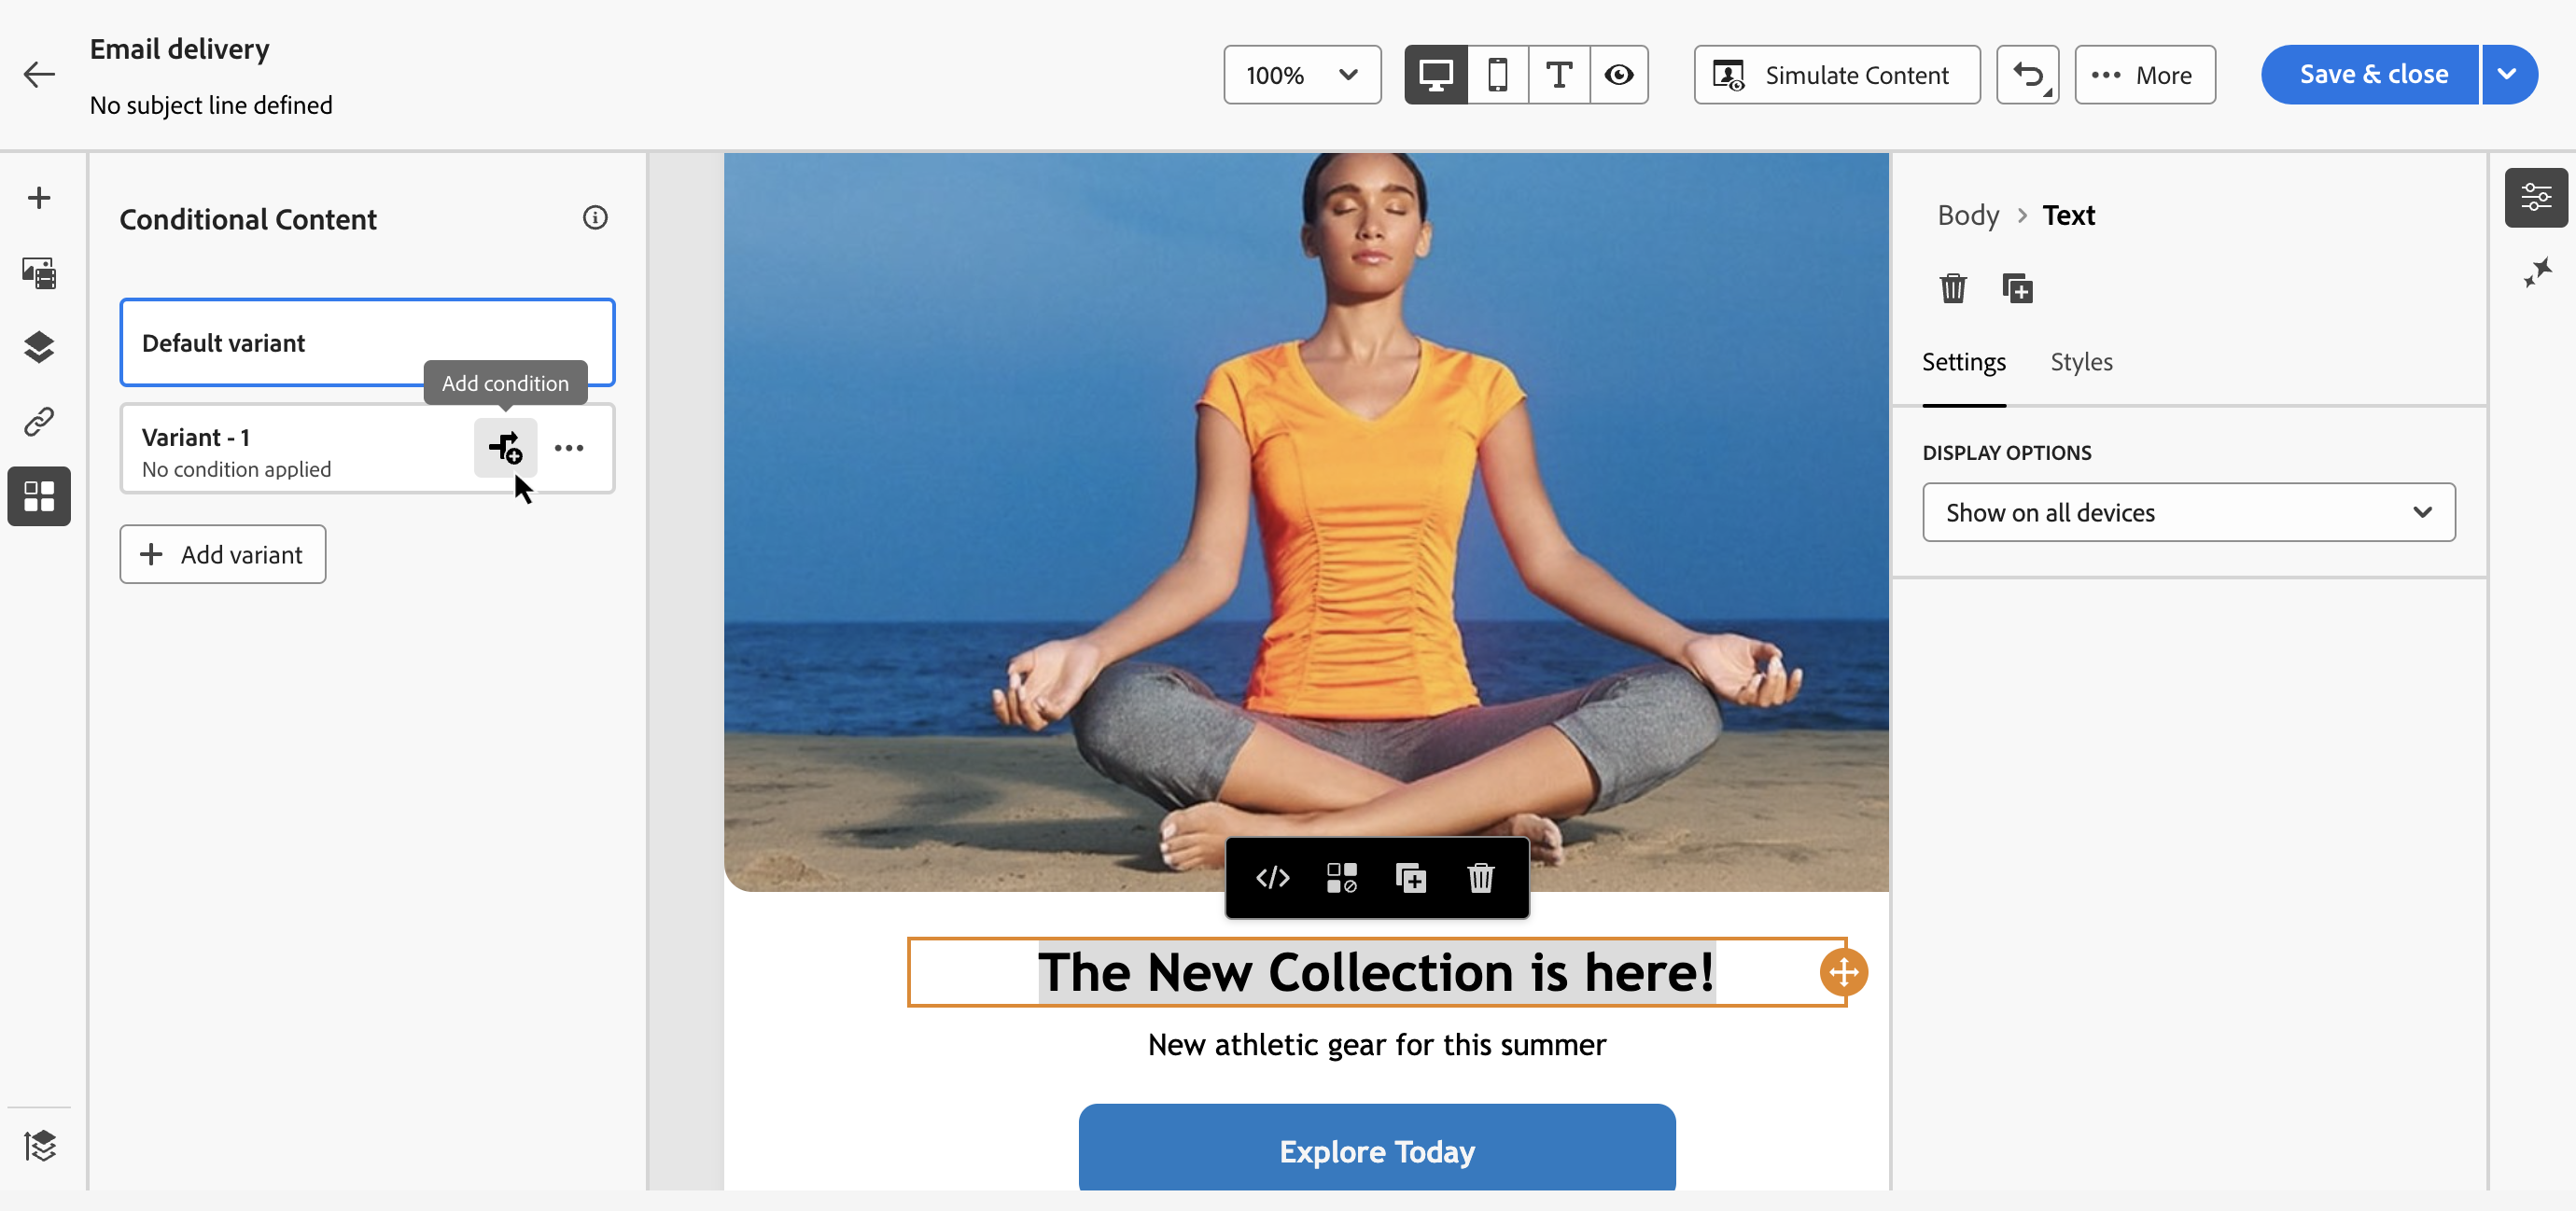 Email delivery
No subject line defined
100%
Simulate Content
More
Save & close
Conditional Content
Default variant
Add condition
Variant - 1
No condition applied
Add variant
The New Collection is here!
New athletic gear for this summer
Explore Today
Body > Text
Settings Styles
DISPLAY OPTIONS
Show on all devices